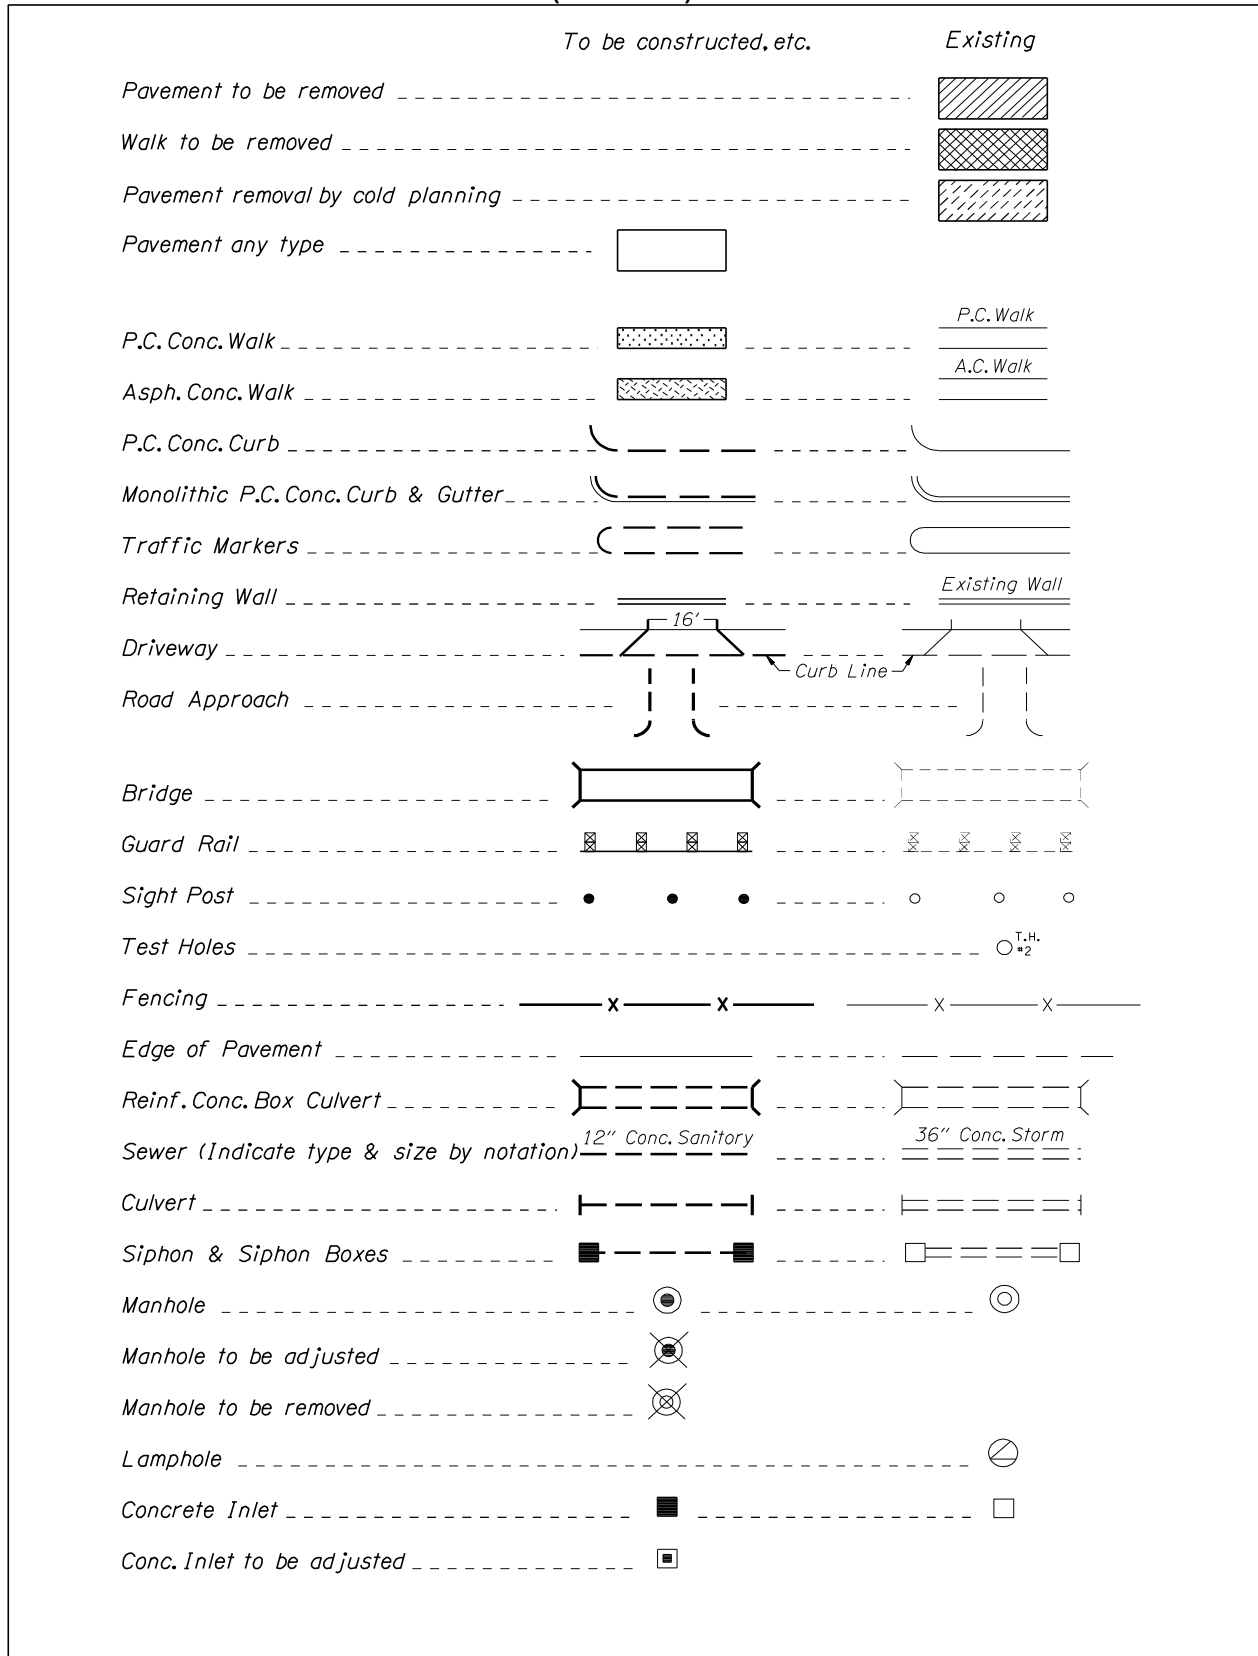 To be constructed, etc. Existing
Pavement to be removed
Walk to be removed
Pavement removal by cold planning
Pavement any type
P.C. Walk
P.C. Conc. Walk
A.C. Walk
Asph. Conc. Walk
P.C. Conc. Curb
Monolithic P.C. Conc. Curb & Gutter
Traffic Markers
Existing Wall
Retaining Wall
16'
Driveway
Curb Line
Road Approach
Bridge
Guard Rail
Sight Post
Test Holes
T.H.
#2
Fencing X X X X
Edge of Pavement
Reinf. Conc. Box Culvert
12" Conc. Sanitary 36" Conc. Storm
Sewer (Indicate type & size by notation)
Culvert
Siphon & Siphon Boxes
Manhole
Manhole to be adjusted
Manhole to be removed
Lamphole
Concrete Inlet
Conc. Inlet to be adjusted